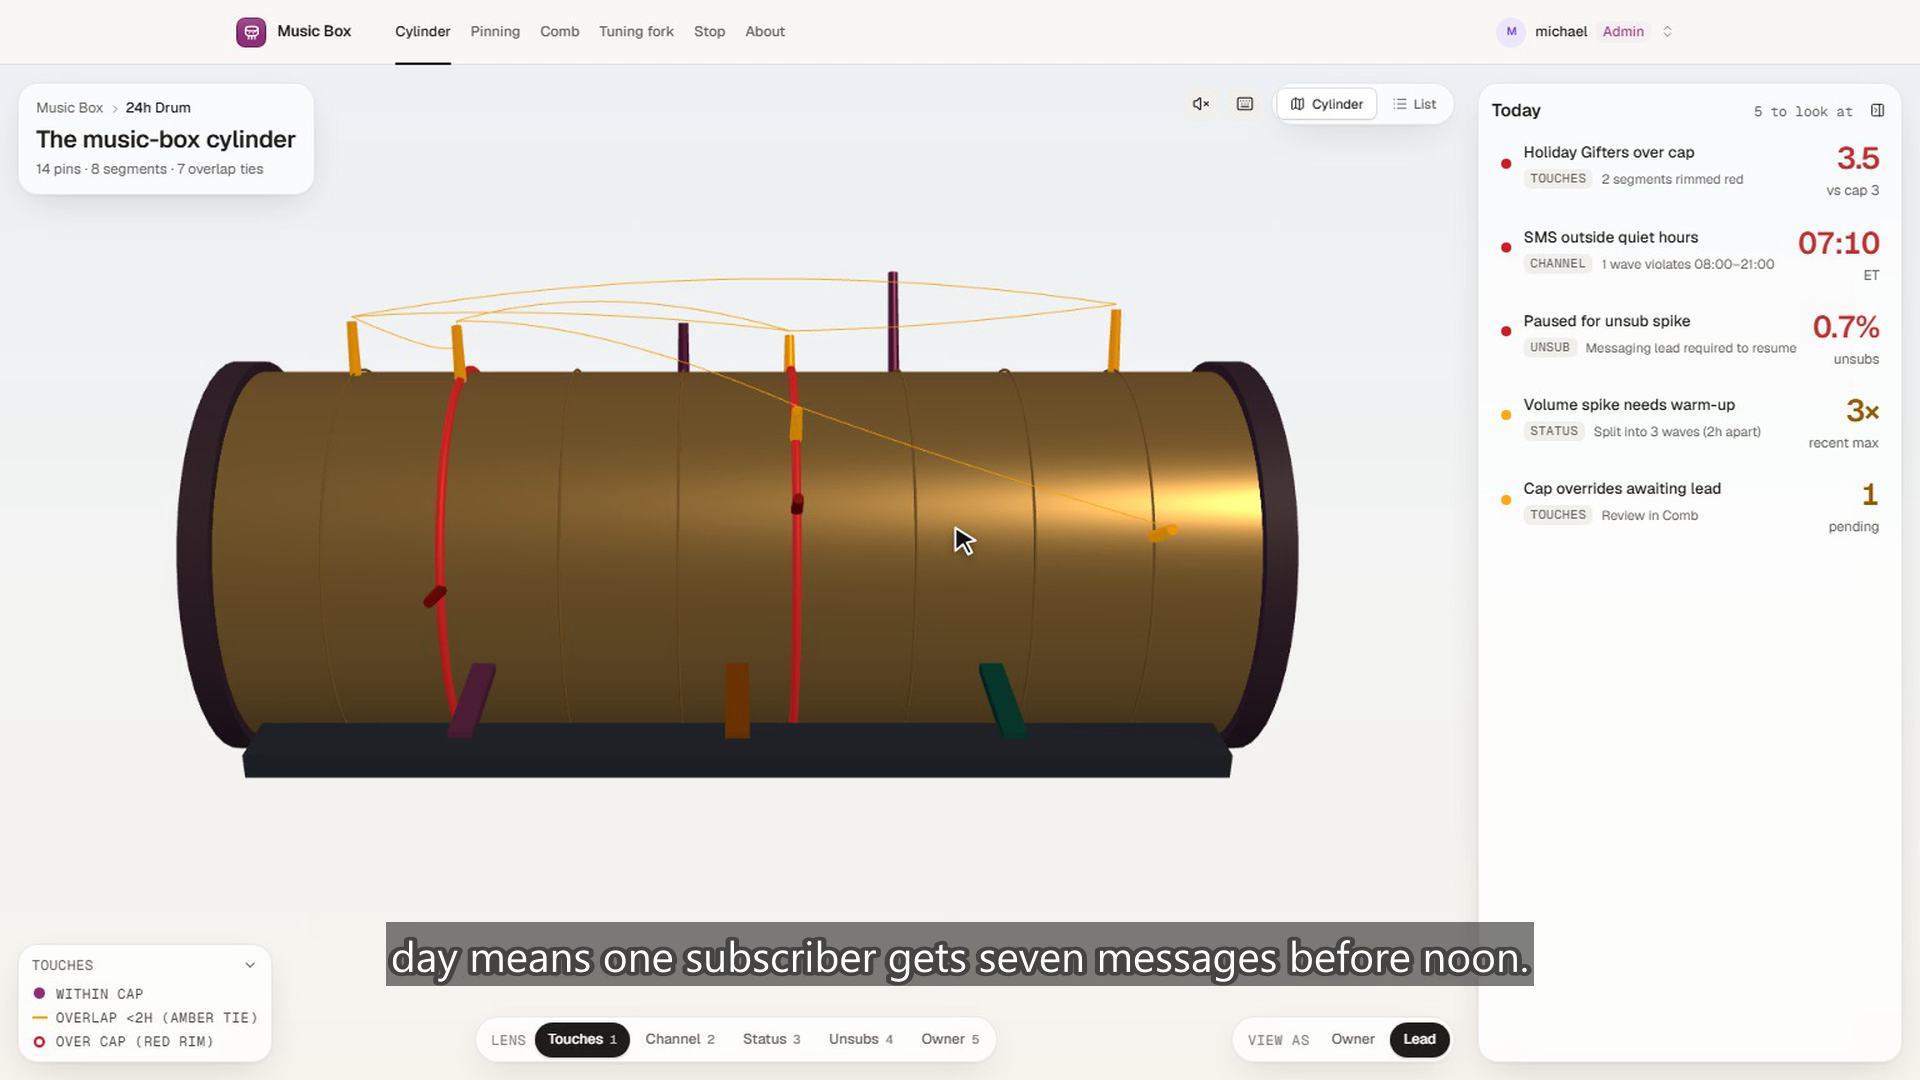 Music Box
Cylinder
Pinning
Comb
Tuning fork
Stop
About
M
michael
Admin
Music Box > 24h Drum
The music-box cylinder
14 pins · 8 segments · 7 overlap ties
Cylinder
List
Today
5 to look at
Holiday Gifters over cap
TOUCHES 2 segments rimmed red
3.5
vs cap 3
SMS outside quiet hours
CHANNEL 1 wave violates 08:00–21:00
07:10
ET
Paused for unsub spike
UNSUB Messaging lead required to resume
0.7%
unsubs
Volume spike needs warm-up
STATUS Split into 3 waves (2h apart)
3×
recent max
Cap overrides awaiting lead
TOUCHES Review in Comb
1
pending
day means one subscriber gets seven messages before noon.
TOUCHES
WITHIN CAP
OVERLAP <2H (AMBER TIE)
OVER CAP (RED RIM)
LENS
Touches 1
Channel 2
Status 3
Unsubs 4
Owner 5
VIEW AS
Owner
Lead